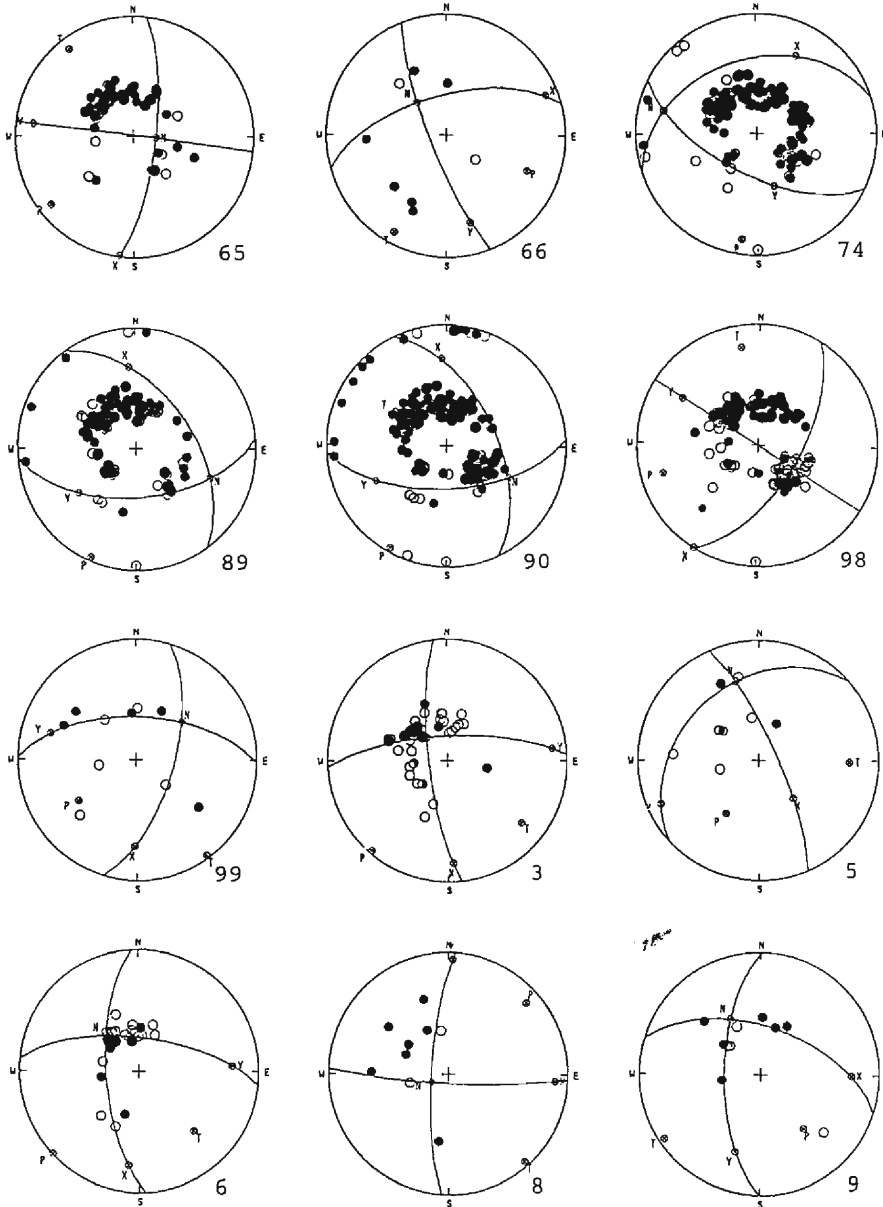 N N N
T X
W X E W N X E W N E
P P
X S T S Y P Y S
65 66 74
N N N
X X T
T T Y
W E W E W E
Y N Y N P
P P X
S S S
89 90 98
N N N
Y N Y N
W E W E W T E
P T P X
X T P X
S S S
99 3 5
N N N
N P N
W Y E W N X E W X E
T Y P
P X T Y
S S S
6 8 9